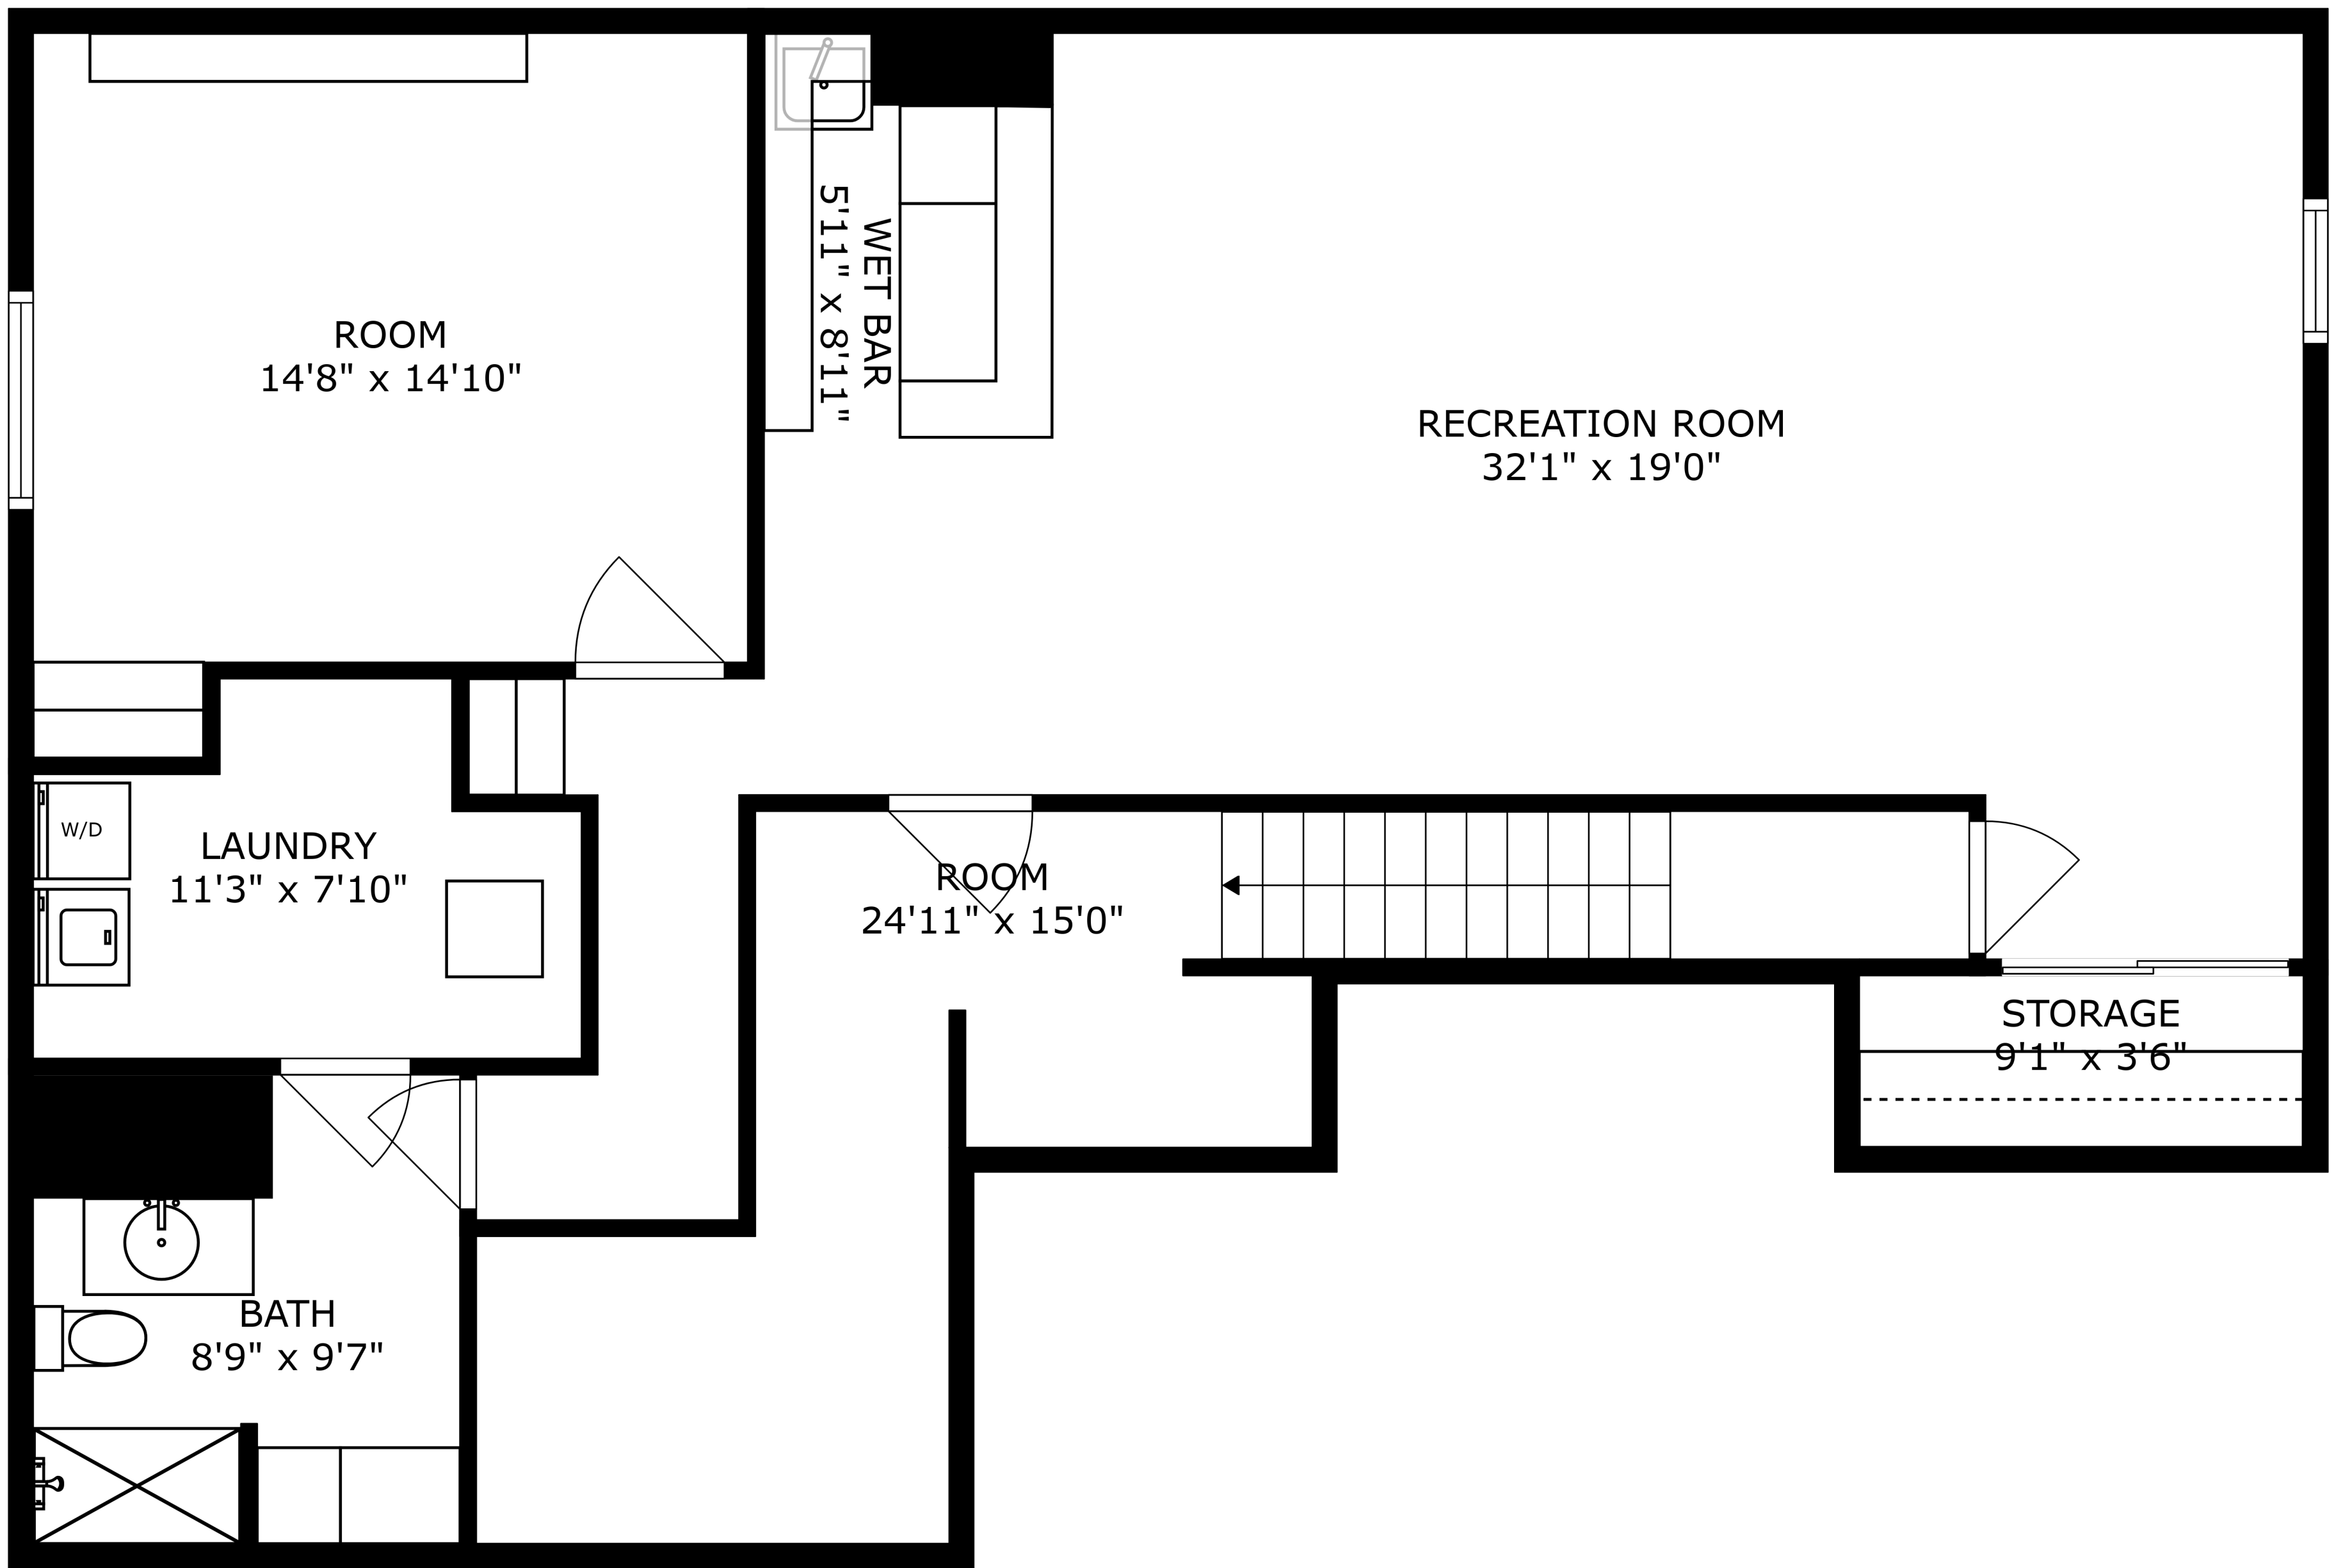 ROOM
14'8" x 14'10"
WET BAR
5'11" x 8'11"
RECREATION ROOM
32'1" x 19'0"
W/D
LAUNDRY
11'3" x 7'10"
ROOM
24'11" x 15'0"
STORAGE
9'1" x 3'6"
BATH
8'9" x 9'7"